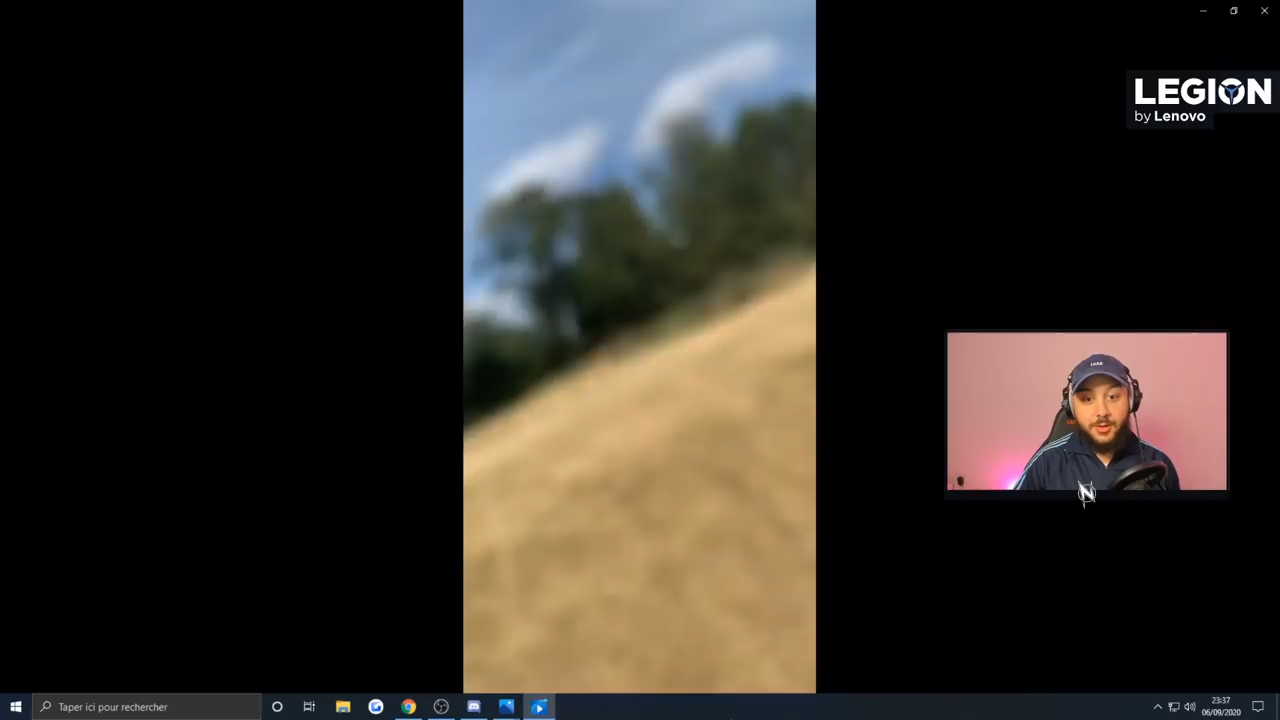 LEGION
by Lenovo
Taper ici pour rechercher
23:37
06/09/2020